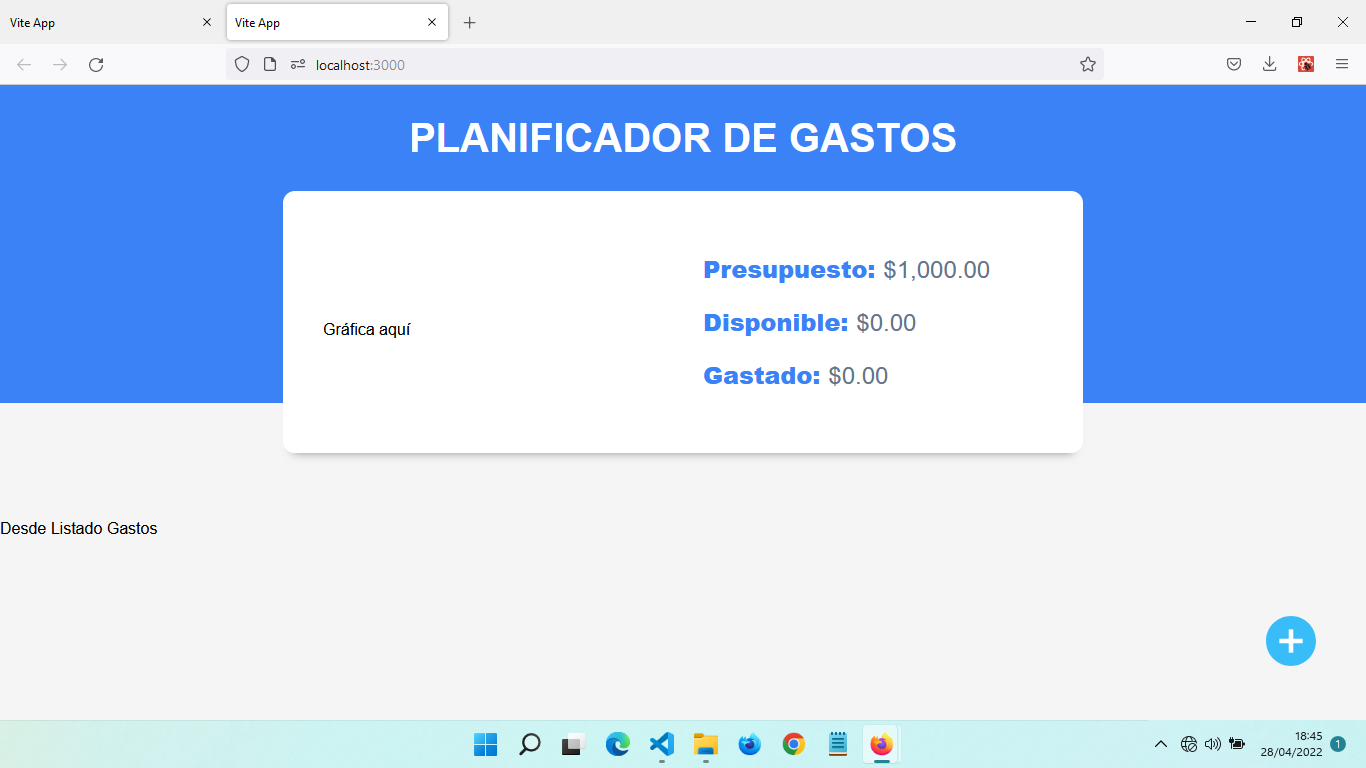 Vite App
Vite App
localhost:3000
PLANIFICADOR DE GASTOS
Gráfica aquí
Presupuesto: $1,000.00
Disponible: $0.00
Gastado: $0.00
Desde Listado Gastos
18:45
28/04/2022
1